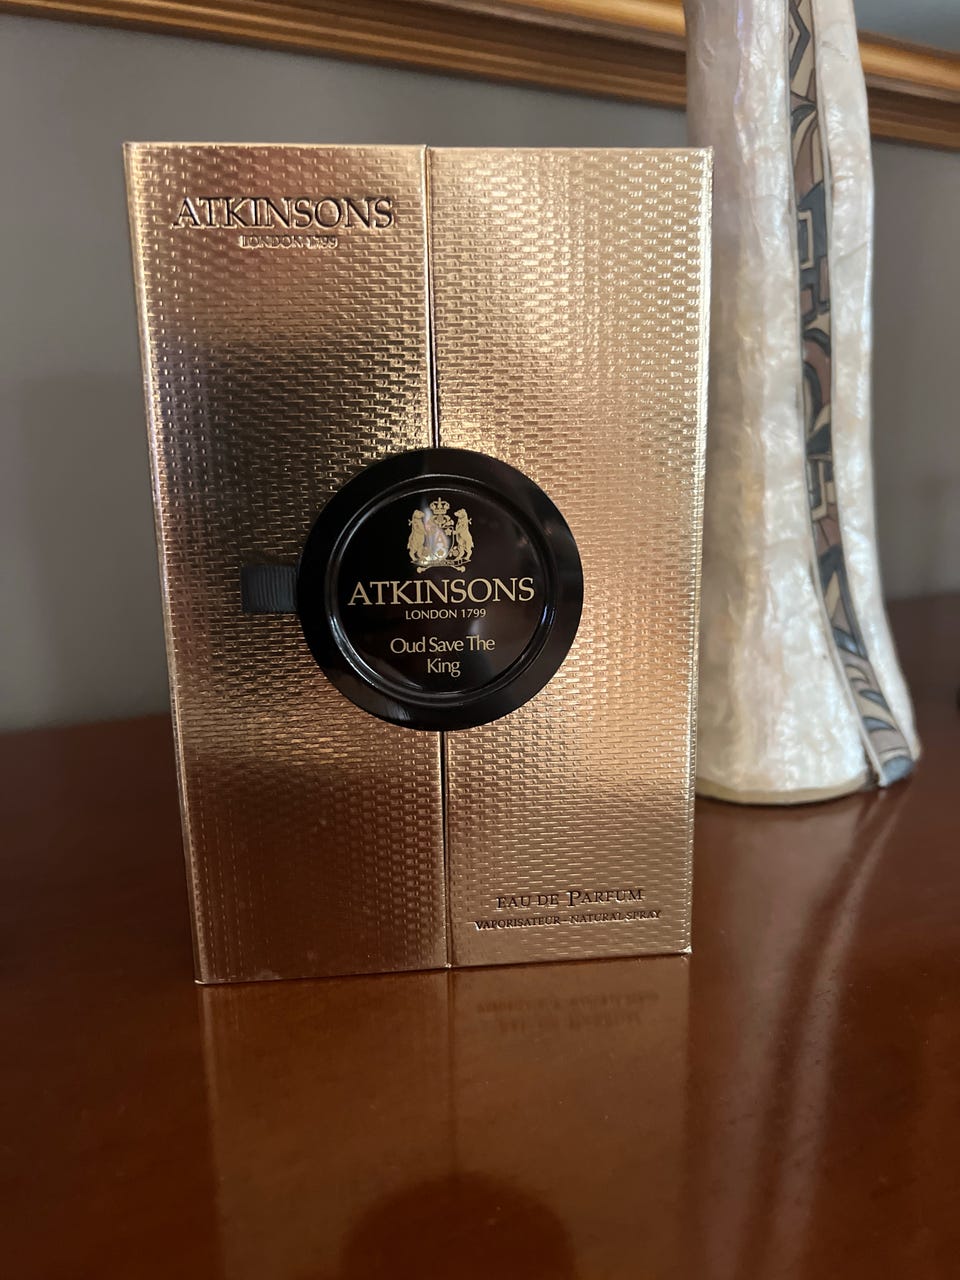 ATKINSONS
LONDON 1799
ATKINSONS
LONDON 1799
Oud Save The
King
EAU DE PARFUM
VAPORISATEUR - NATURAL SPRAY